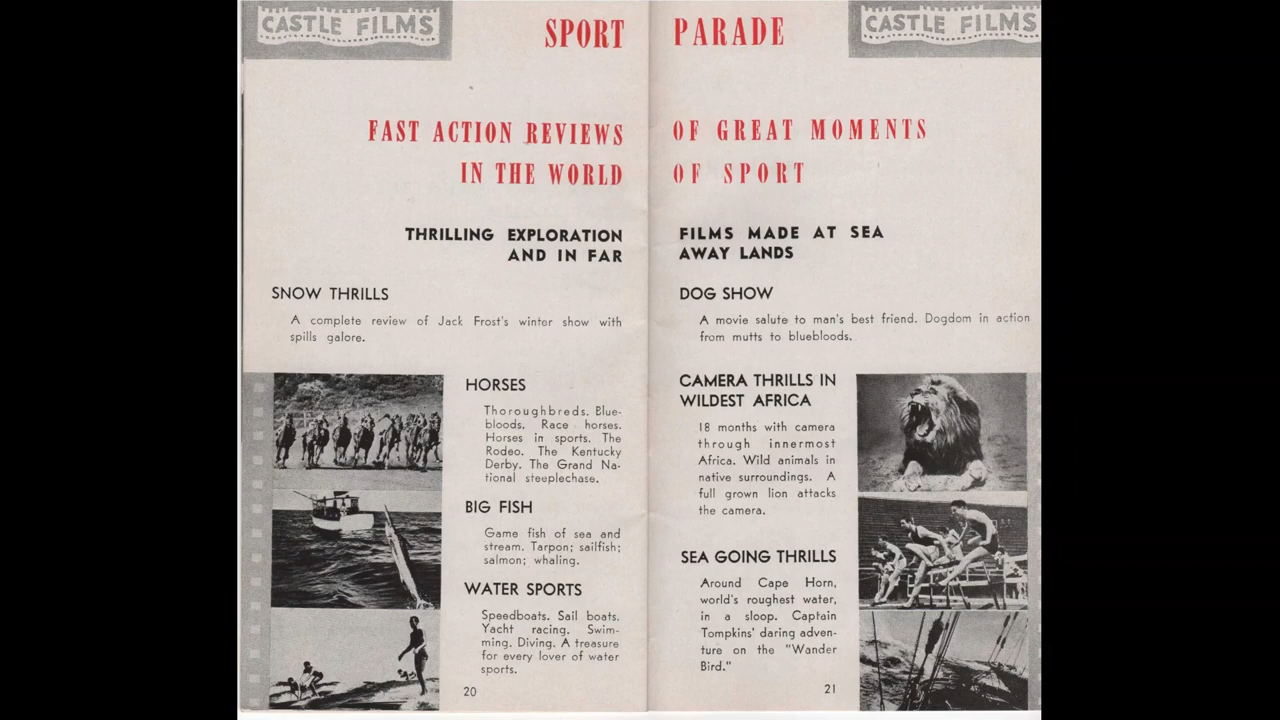 CASTLE FILMS
SPORT PARADE
CASTLE FILMS
FAST ACTION REVIEWS OF GREAT MOMENTS
IN THE WORLD OF SPORT
THRILLING EXPLORATION FILMS MADE AT SEA
AND IN FAR AWAY LANDS
SNOW THRILLS
A complete review of Jack Frost's winter show with
spills galore.
HORSES
Thoroughbreds. Blue-
bloods. Race horses.
Horses in sports. The
Rodeo. The Kentucky
Derby. The Grand Na-
tional steeplechase.
BIG FISH
Game fish of sea and
stream. Tarpon; sailfish;
salmon; whaling.
WATER SPORTS
Speedboats. Sail boats.
Yacht racing. Swim-
ming. Diving. A treasure
for every lover of water
sports.
20
DOG SHOW
A movie salute to man's best friend. Dogdom in action
from mutts to bluebloods.
CAMERA THRILLS IN
WILDEST AFRICA
18 months with camera
through innermost
Africa. Wild animals in
native surroundings. A
full grown lion attacks
the camera.
SEA GOING THRILLS
Around Cape Horn,
world's roughest water,
in a sloop. Captain
Tompkins' daring adven-
ture on the "Wander
Bird."
21